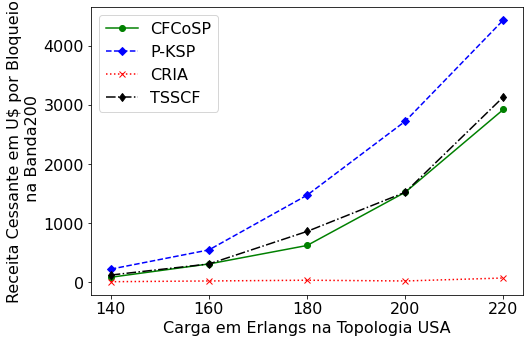 Receita Cessante em U$ por Bloqueio
na Banda200
4000
3000
2000
1000
0
CFCoSP
P-KSP
CRIA
TSSCF
140 160 180 200 220
Carga em Erlangs na Topologia USA